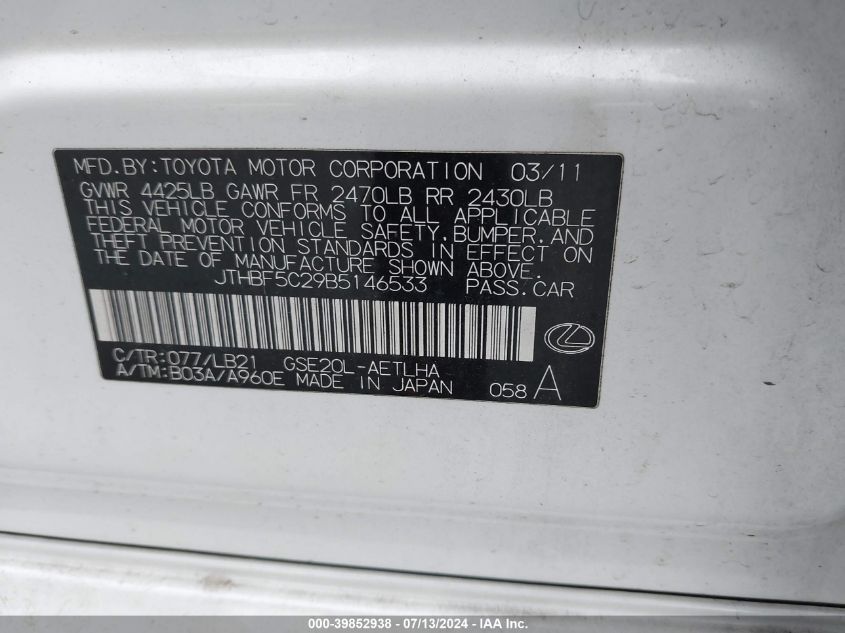 MFD.BY:TOYOTA MOTOR CORPORATION 03/11
GVWR 4425LB GAWR FR 2470LB RR 2430LB
THIS VEHICLE CONFORMS TO ALL APPLICABLE
FEDERAL MOTOR VEHICLE SAFETY,BUMPER,AND
THEFT PREVENTION STANDARDS IN EFFECT ON
THE DATE OF MANUFACTURE SHOWN ABOVE.
JTHBF5C29B5146533 PASS.CAR
C/TR:077/LB21 GSE20L-AETLHA
A/TM:B03A/A960E MADE IN JAPAN 058 A
000-39852938 / 07/13/2024 - IAA Inc.